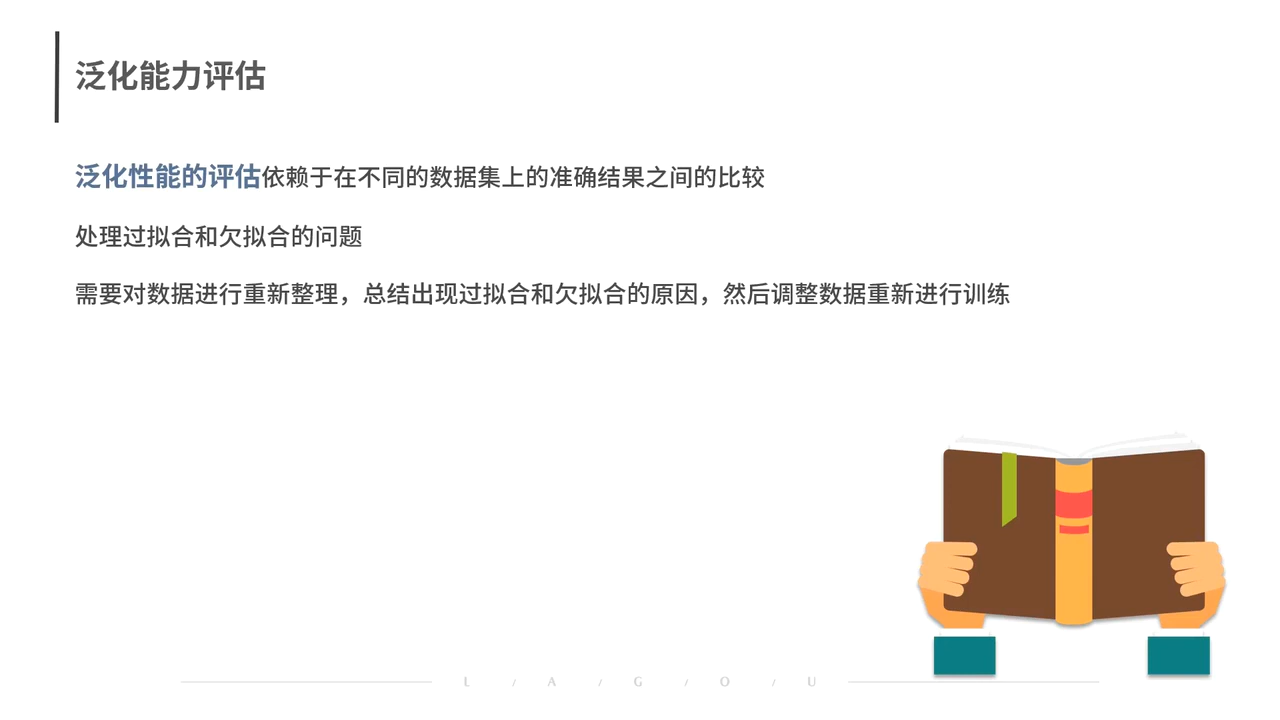 泛化能力评估
泛化性能的评估依赖于在不同的数据集上的准确结果之间的比较
处理过拟合和欠拟合的问题
需要对数据进行重新整理，总结出现过拟合和欠拟合的原因，然后调整数据重新进行训练
L / A / G / O / U